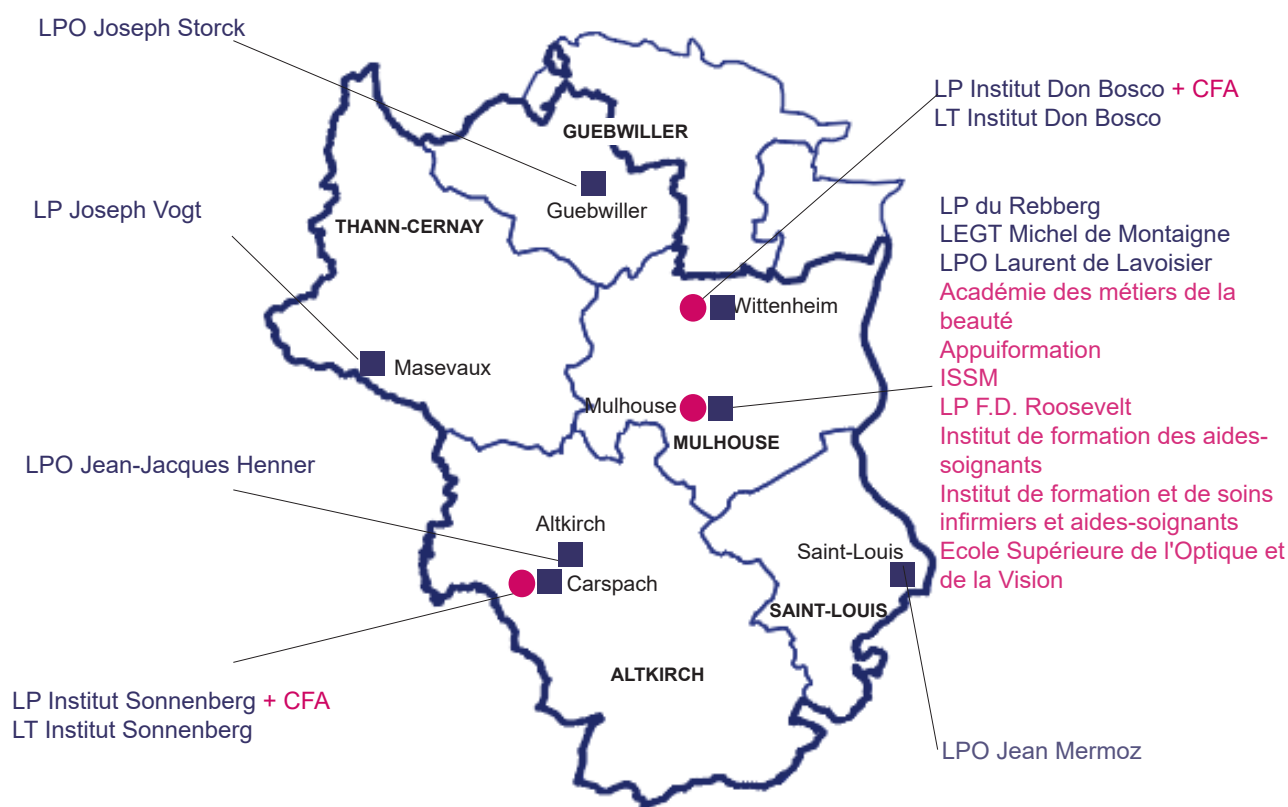 LPO Joseph Storck
LP Institut Don Bosco + CFA
LT Institut Don Bosco
GUEBWILLER
Guebwiller
LP Joseph Vogt
THANN-CERNAY
LP du Rebberg
LEGT Michel de Montaigne
LPO Laurent de Lavoisier
Académie des métiers de la
beauté
Appuiformation
ISSM
LP F.D. Roosevelt
Institut de formation des aides-
soignants
Institut de formation et de soins
infirmiers et aides-soignants
Ecole Supérieure de l'Optique et
de la Vision
Wittenheim
Masevaux
Mulhouse
MULHOUSE
LPO Jean-Jacques Henner
Altkirch
Carspach
Saint-Louis
SAINT-LOUIS
ALTKIRCH
LP Institut Sonnenberg + CFA
LT Institut Sonnenberg
LPO Jean Mermoz